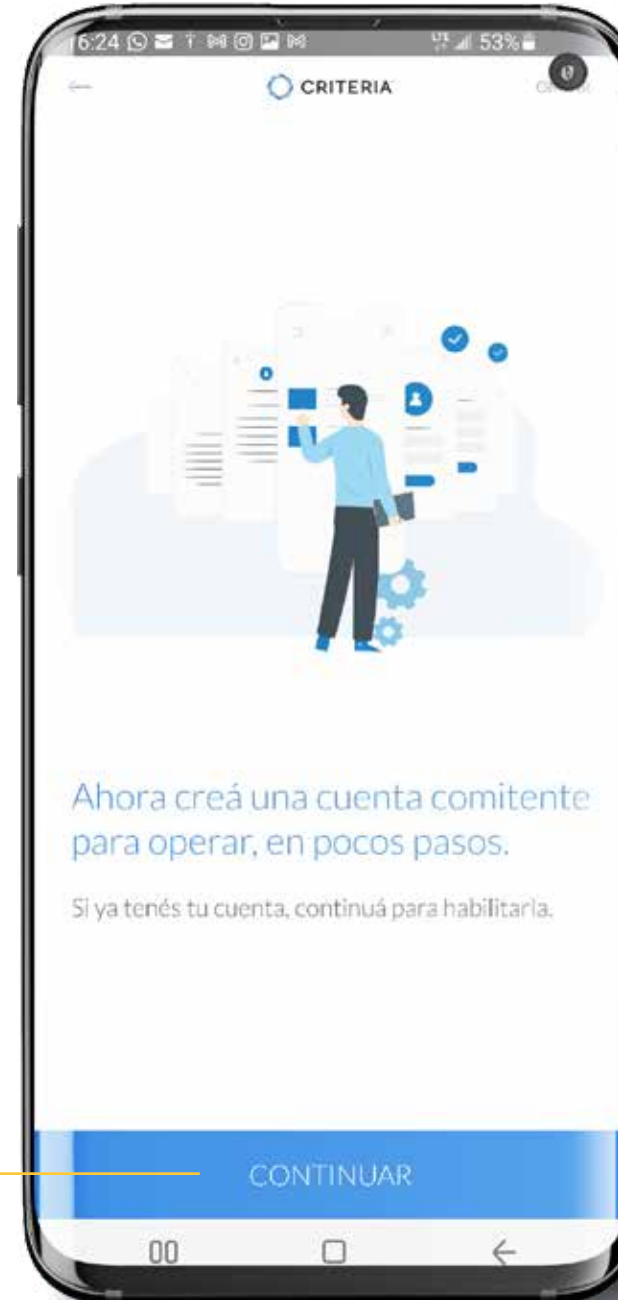 6:24 53%
CRITERIA
Ahora creá una cuenta comitente
para operar, en pocos pasos.
Si ya tenés tu cuenta, continuá para habilitarla.
CONTINUAR